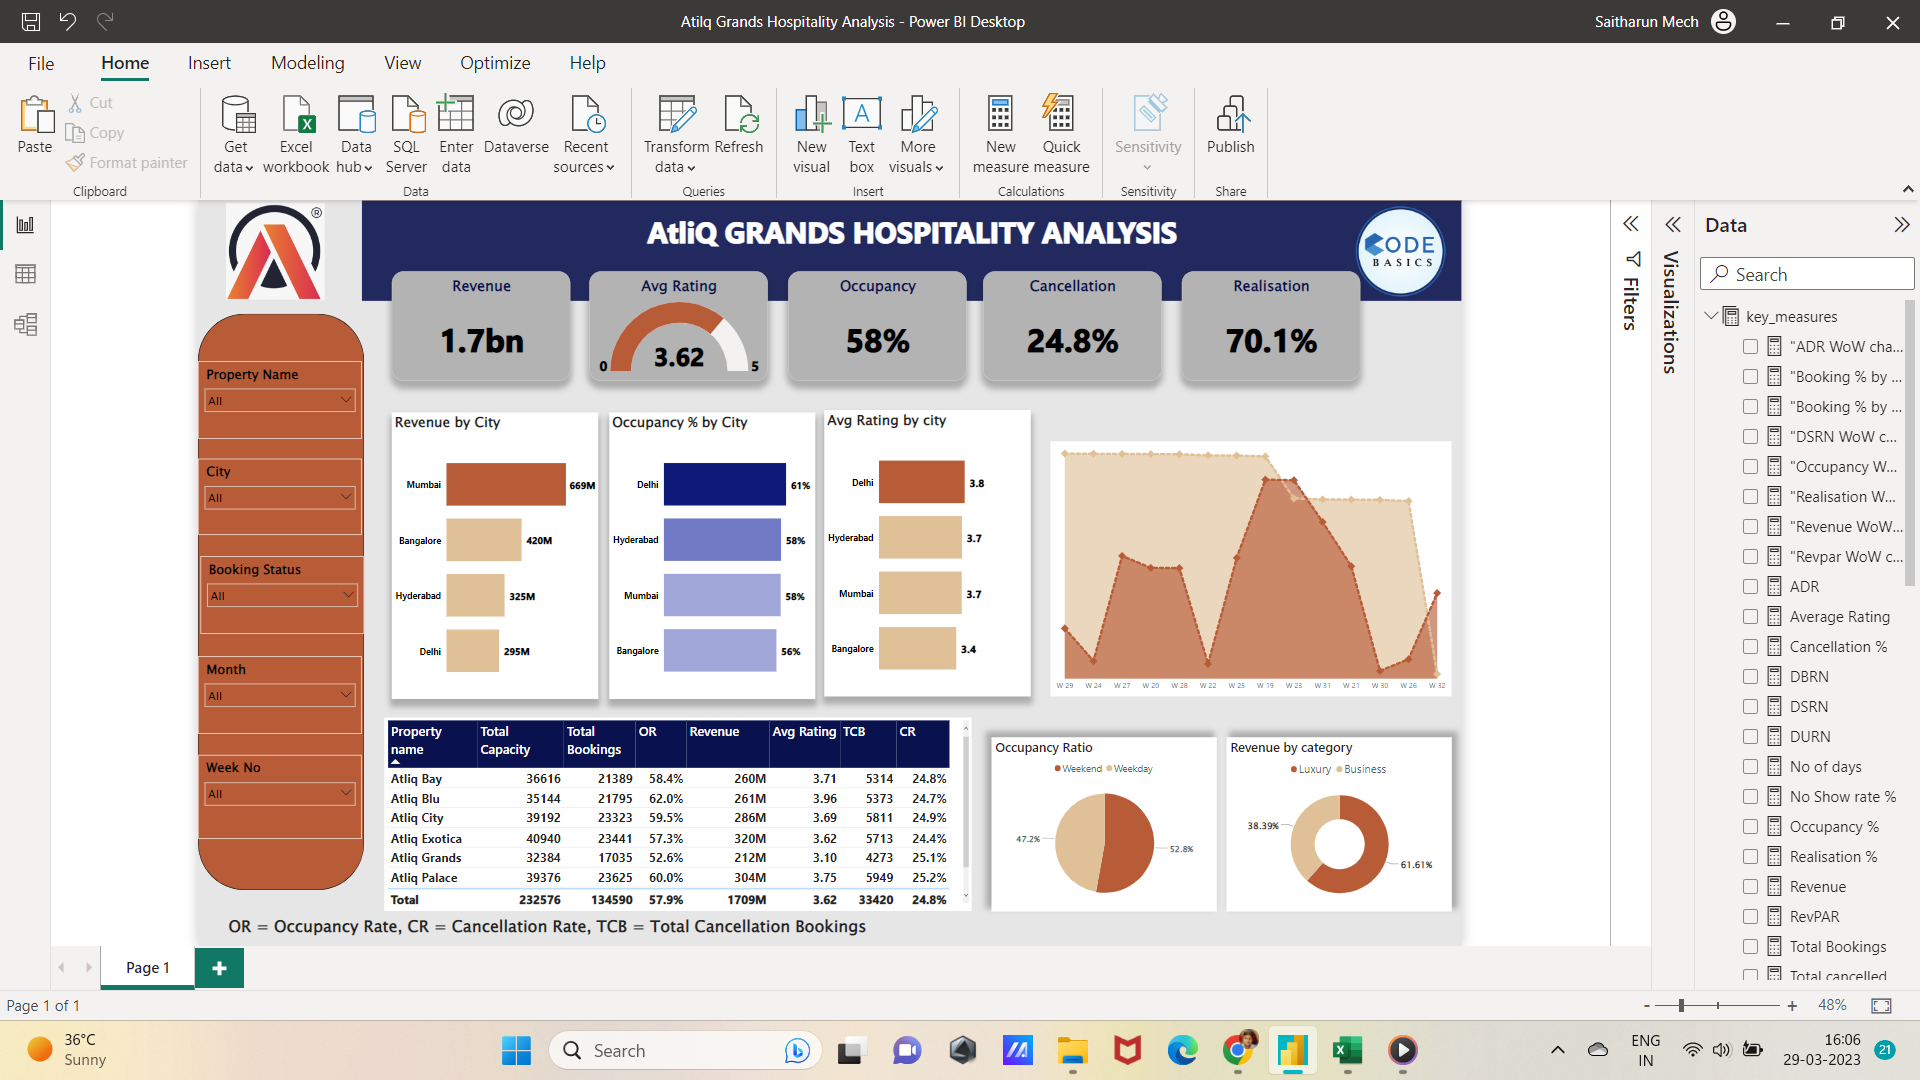 Atilq Grands Hospitality Analysis - Power BI Desktop
Saitharun Mech
File Home Insert Modeling View Optimize Help
Paste
Cut
Copy
Format painter
Clipboard
Get data
Excel workbook
Data hub
SQL Server
Enter data
Dataverse
Recent sources
Data
Transform data
Refresh
Queries
New visual
Text box
More visuals
Insert
New measure
Quick measure
Calculations
Sensitivity
Sensitivity
Publish
Share
®
AtliQ GRANDS HOSPITALITY ANALYSIS
CODE
BASICS
Revenue
1.7bn
Avg Rating
0 3.62 5
Occupancy
58%
Cancellation
24.8%
Realisation
70.1%
Property Name
All
City
All
Booking Status
All
Month
All
Week No
All
Revenue by City
Mumbai 669M
Bangalore 420M
Hyderabad 325M
Delhi 295M
Occupancy % by City
Delhi 61%
Hyderabad 58%
Mumbai 58%
Bangalore 56%
Avg Rating by city
Delhi 3.8
Hyderabad 3.7
Mumbai 3.7
Bangalore 3.4
W 29 W 24 W 27 W 20 W 28 W 22 W 25 W 19 W 23 W 31 W 21 W 30 W 26 W 32
Property name Total Capacity Total Bookings OR Revenue Avg Rating TCB CR
Atliq Bay 36616 21389 58.4% 260M 3.71 5314 24.8%
Atliq Blu 35144 21795 62.0% 261M 3.96 5373 24.7%
Atliq City 39192 23323 59.5% 286M 3.69 5811 24.9%
Atliq Exotica 40940 23441 57.3% 320M 3.62 5713 24.4%
Atliq Grands 32384 17035 52.6% 212M 3.10 4273 25.1%
Atliq Palace 39376 23625 60.0% 304M 3.75 5949 25.2%
Total 232576 134590 57.9% 1709M 3.62 33420 24.8%
Occupancy Ratio
Weekend Weekday
47.2%
52.8%
Revenue by category
Luxury Business
38.39%
61.61%
OR = Occupancy Rate, CR = Cancellation Rate, TCB = Total Cancellation Bookings
Filters
Visualizations
Data
Search
key_measures
"ADR WoW cha...
"Booking % by ...
"Booking % by ...
"DSRN WoW c...
"Occupancy W...
"Realisation W...
"Revenue WoW...
"Revpar WoW c...
ADR
Average Rating
Cancellation %
DBRN
DSRN
DURN
No of days
No Show rate %
Occupancy %
Realisation %
Revenue
RevPAR
Total Bookings
Total cancelled
Page 1
Page 1 of 1
- + 48%
36°C
Sunny
Search
ENG
IN
16:06
29-03-2023
21